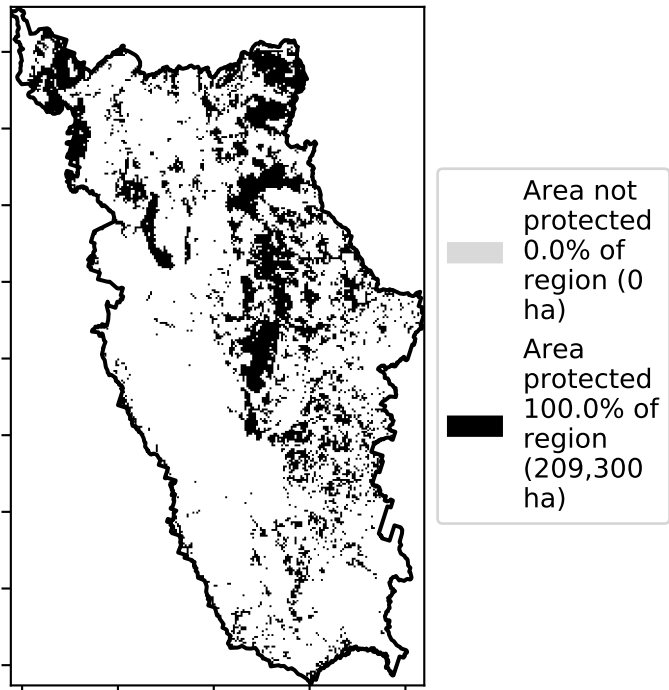 Area not
protected
0.0% of
region (0
ha)
Area
protected
100.0% of
region
(209,300
ha)